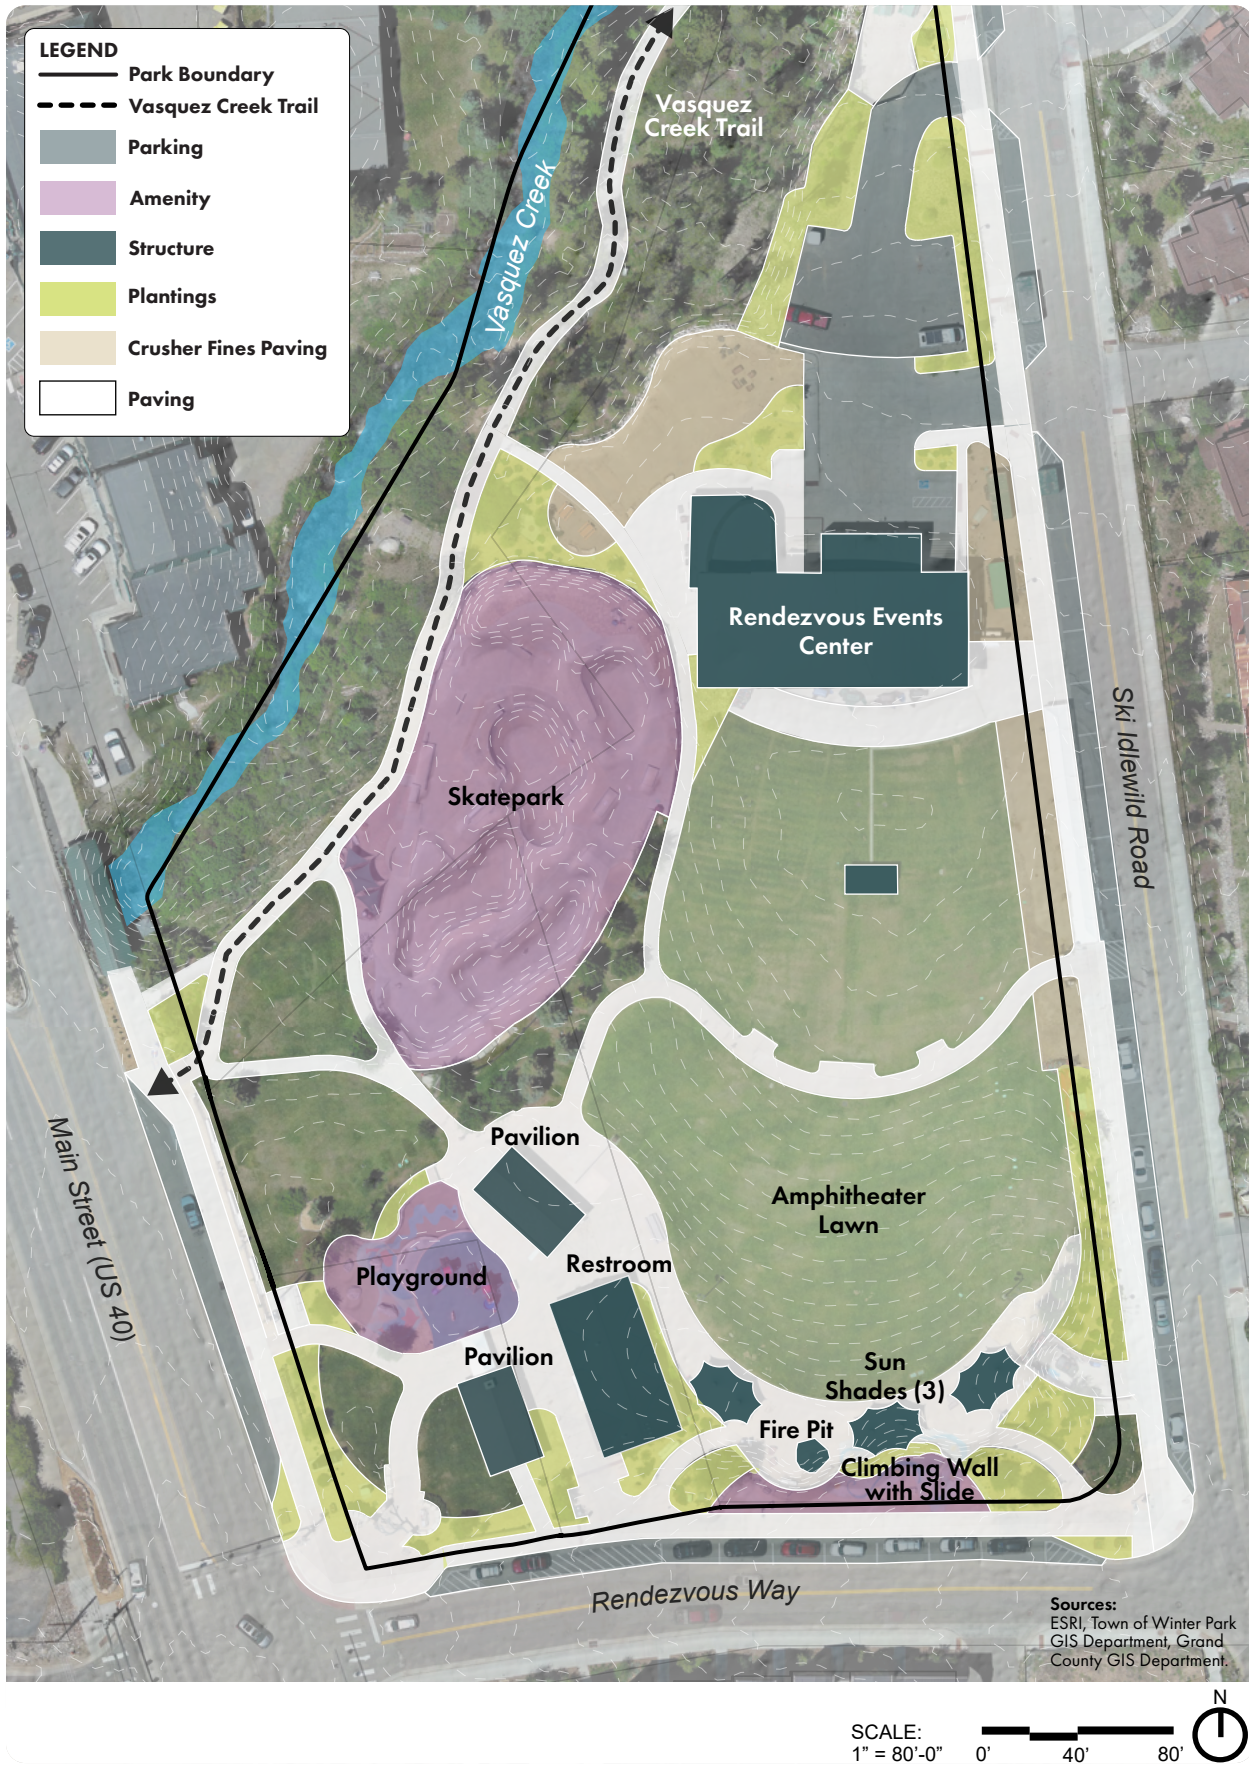 LEGEND
Park Boundary
Vasquez Creek Trail
Parking
Amenity
Structure
Plantings
Crusher Fines Paving
Paving
Vasquez
Creek Trail
Vasquez Creek
Rendezvous Events
Center
Ski Idlewild Road
Skatepark
Main Street (US 40)
Pavilion
Amphitheater
Lawn
Restroom
Playground
Pavilion
Sun
Shades (3)
Fire Pit
Climbing Wall
with Slide
Rendezvous Way
Sources:
ESRI, Town of Winter Park
GIS Department, Grand
County GIS Department.
N
SCALE:
1” = 80’-0”
0’ 40’ 80’